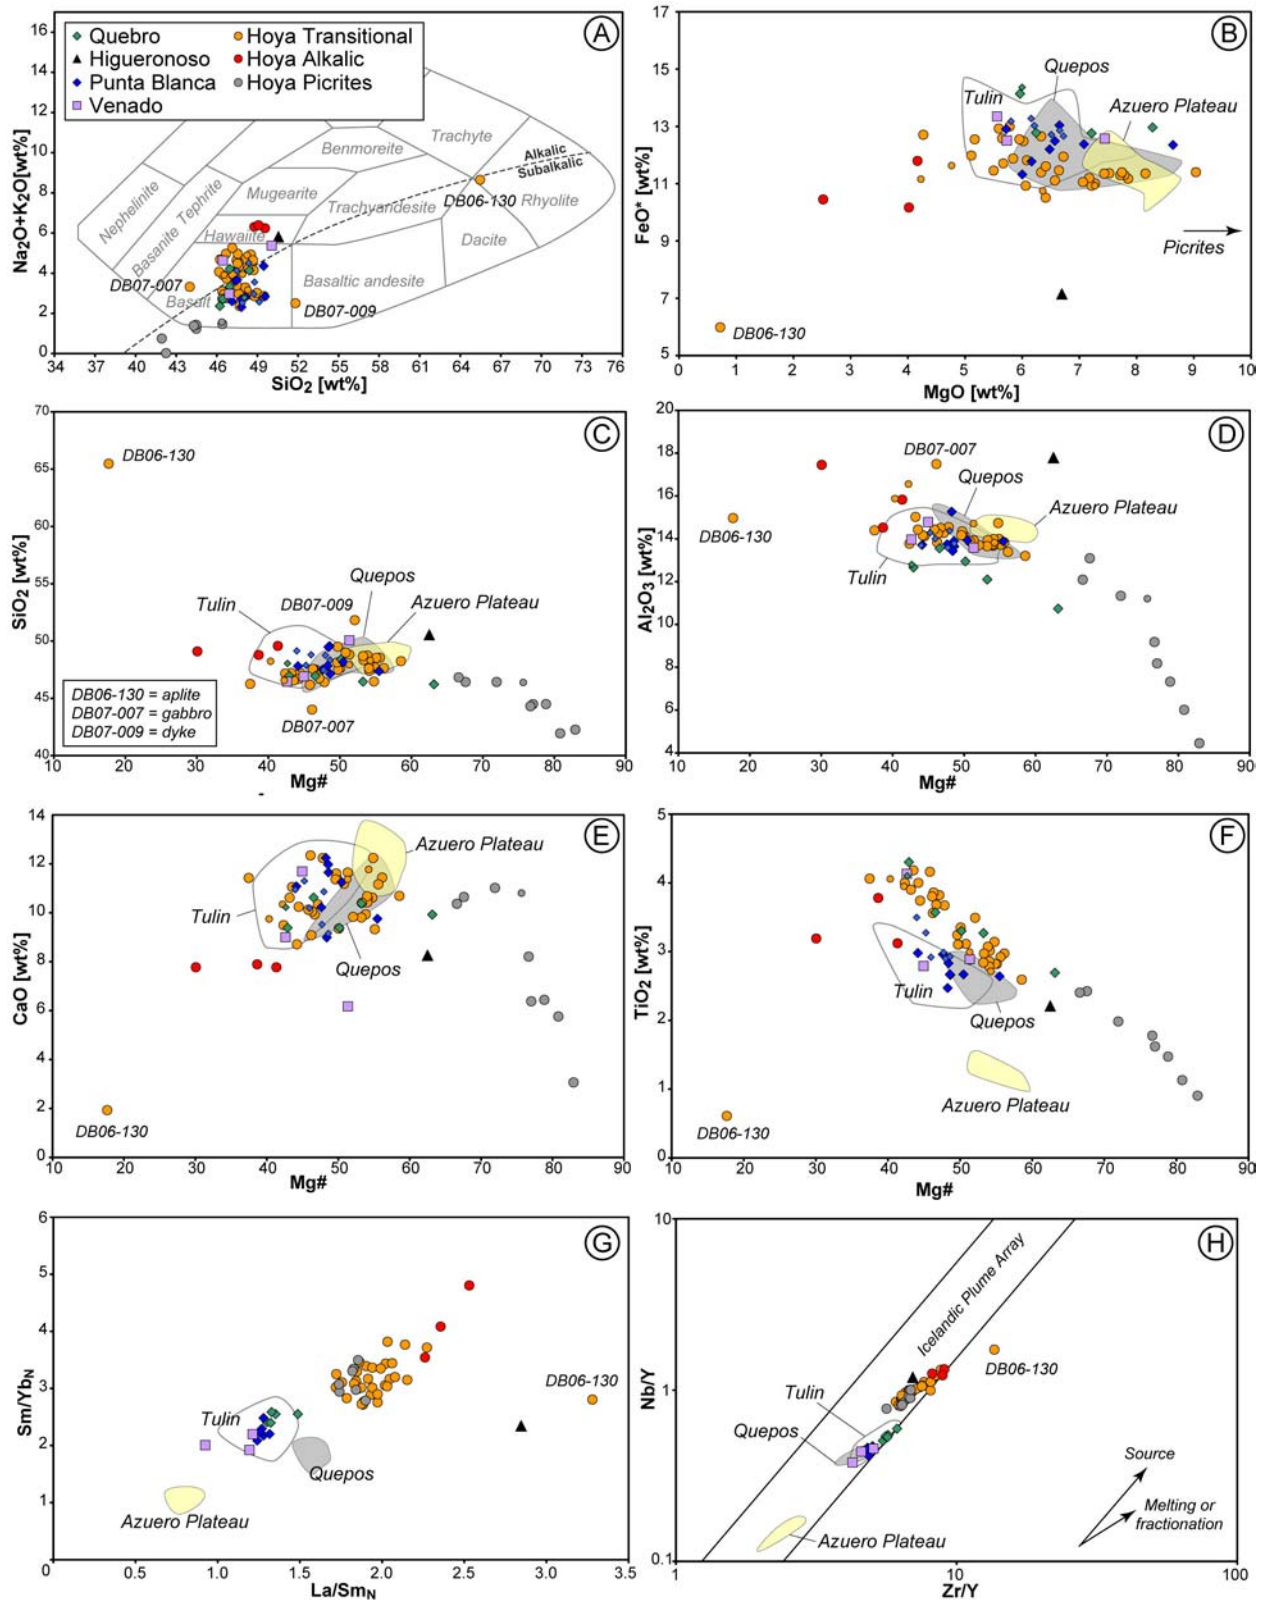 A
Quebro
Higueronoso
Punta Blanca
Venado
Hoya Transitional
Hoya Alkalic
Hoya Picrites
Na₂O+K₂O[wt%]
16
14
12
10
8
6
4
2
0
Nephelinite
Basanite Tephrite
Benmoreite
Mugearite
Hawaiite
Basalt
Trachyte
Trachyandesite
Basaltic andesite
Dacite
Rhyolite
Alkalic
Subalkalic
DB06-130
DB07-007
DB07-009
34 37 43 46 49 52 55 58 61 64 67 70 73 76
SiO₂ [wt%]
B
FeO* [wt%]
17
15
13
11
9
7
5
Quepos
Tulin
Azuero Plateau
Picrites
DB06-130
0 1 2 3 4 5 6 7 8 9 10
MgO [wt%]
C
SiO₂ [wt%]
70
65
60
55
50
45
40
DB06-130
Quepos
Tulin
DB07-009
Azuero Plateau
DB06-130 = aplite
DB07-007 = gabbro
DB07-009 = dyke
DB07-007
10 20 30 40 50 60 70 80 90
Mg#
D
Al₂O₃ [wt%]
20
18
16
14
12
10
8
6
4
DB07-007
Quepos
Azuero Plateau
DB06-130
Tulin
10 20 30 40 50 60 70 80 90
Mg#
E
CaO [wt%]
14
12
10
8
6
4
2
0
Azuero Plateau
Tulin
Quepos
DB06-130
10 20 30 40 50 60 70 80 90
Mg#
F
TiO₂ [wt%]
5
4
3
2
1
0
Tulin
Quepos
Azuero Plateau
DB06-130
10 20 30 40 50 60 70 80 90
Mg#
G
Sm/Yb_N
6
5
4
3
2
1
0
DB06-130
Tulin
Quepos
Azuero Plateau
0.5 1.0 1.5 2.0 2.5 3.0 3.5
La/Sm_N
H
Nb/Y
10
1
0.1
Icelandic Plume Array
DB06-130
Tulin
Quepos
Source
Melting or
fractionation
Azuero Plateau
1 10 100
Zr/Y